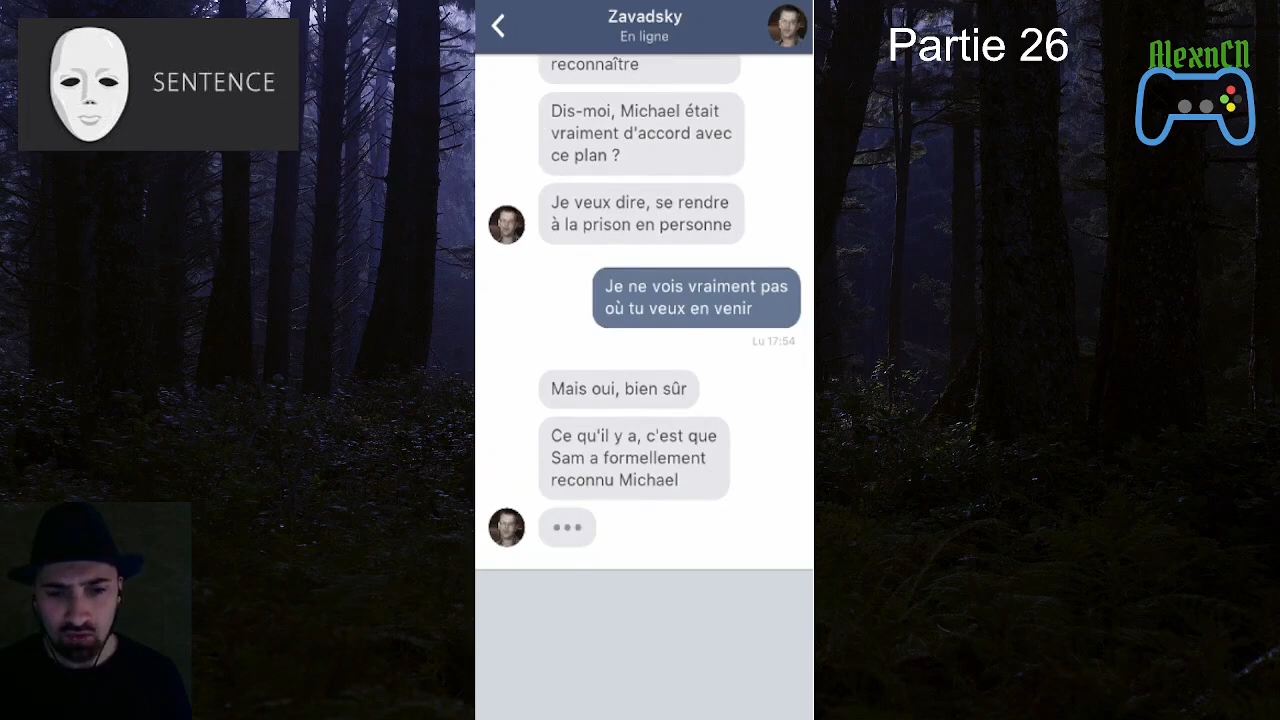 SENTENCE
Zavadsky
En ligne
reconnaître
Dis-moi, Michael était
vraiment d'accord avec
ce plan ?
Je veux dire, se rendre
à la prison en personne
Je ne vois vraiment pas
où tu veux en venir
Lu 17:54
Mais oui, bien sûr
Ce qu'il y a, c'est que
Sam a formellement
reconnu Michael
Partie 26
AlexnCN